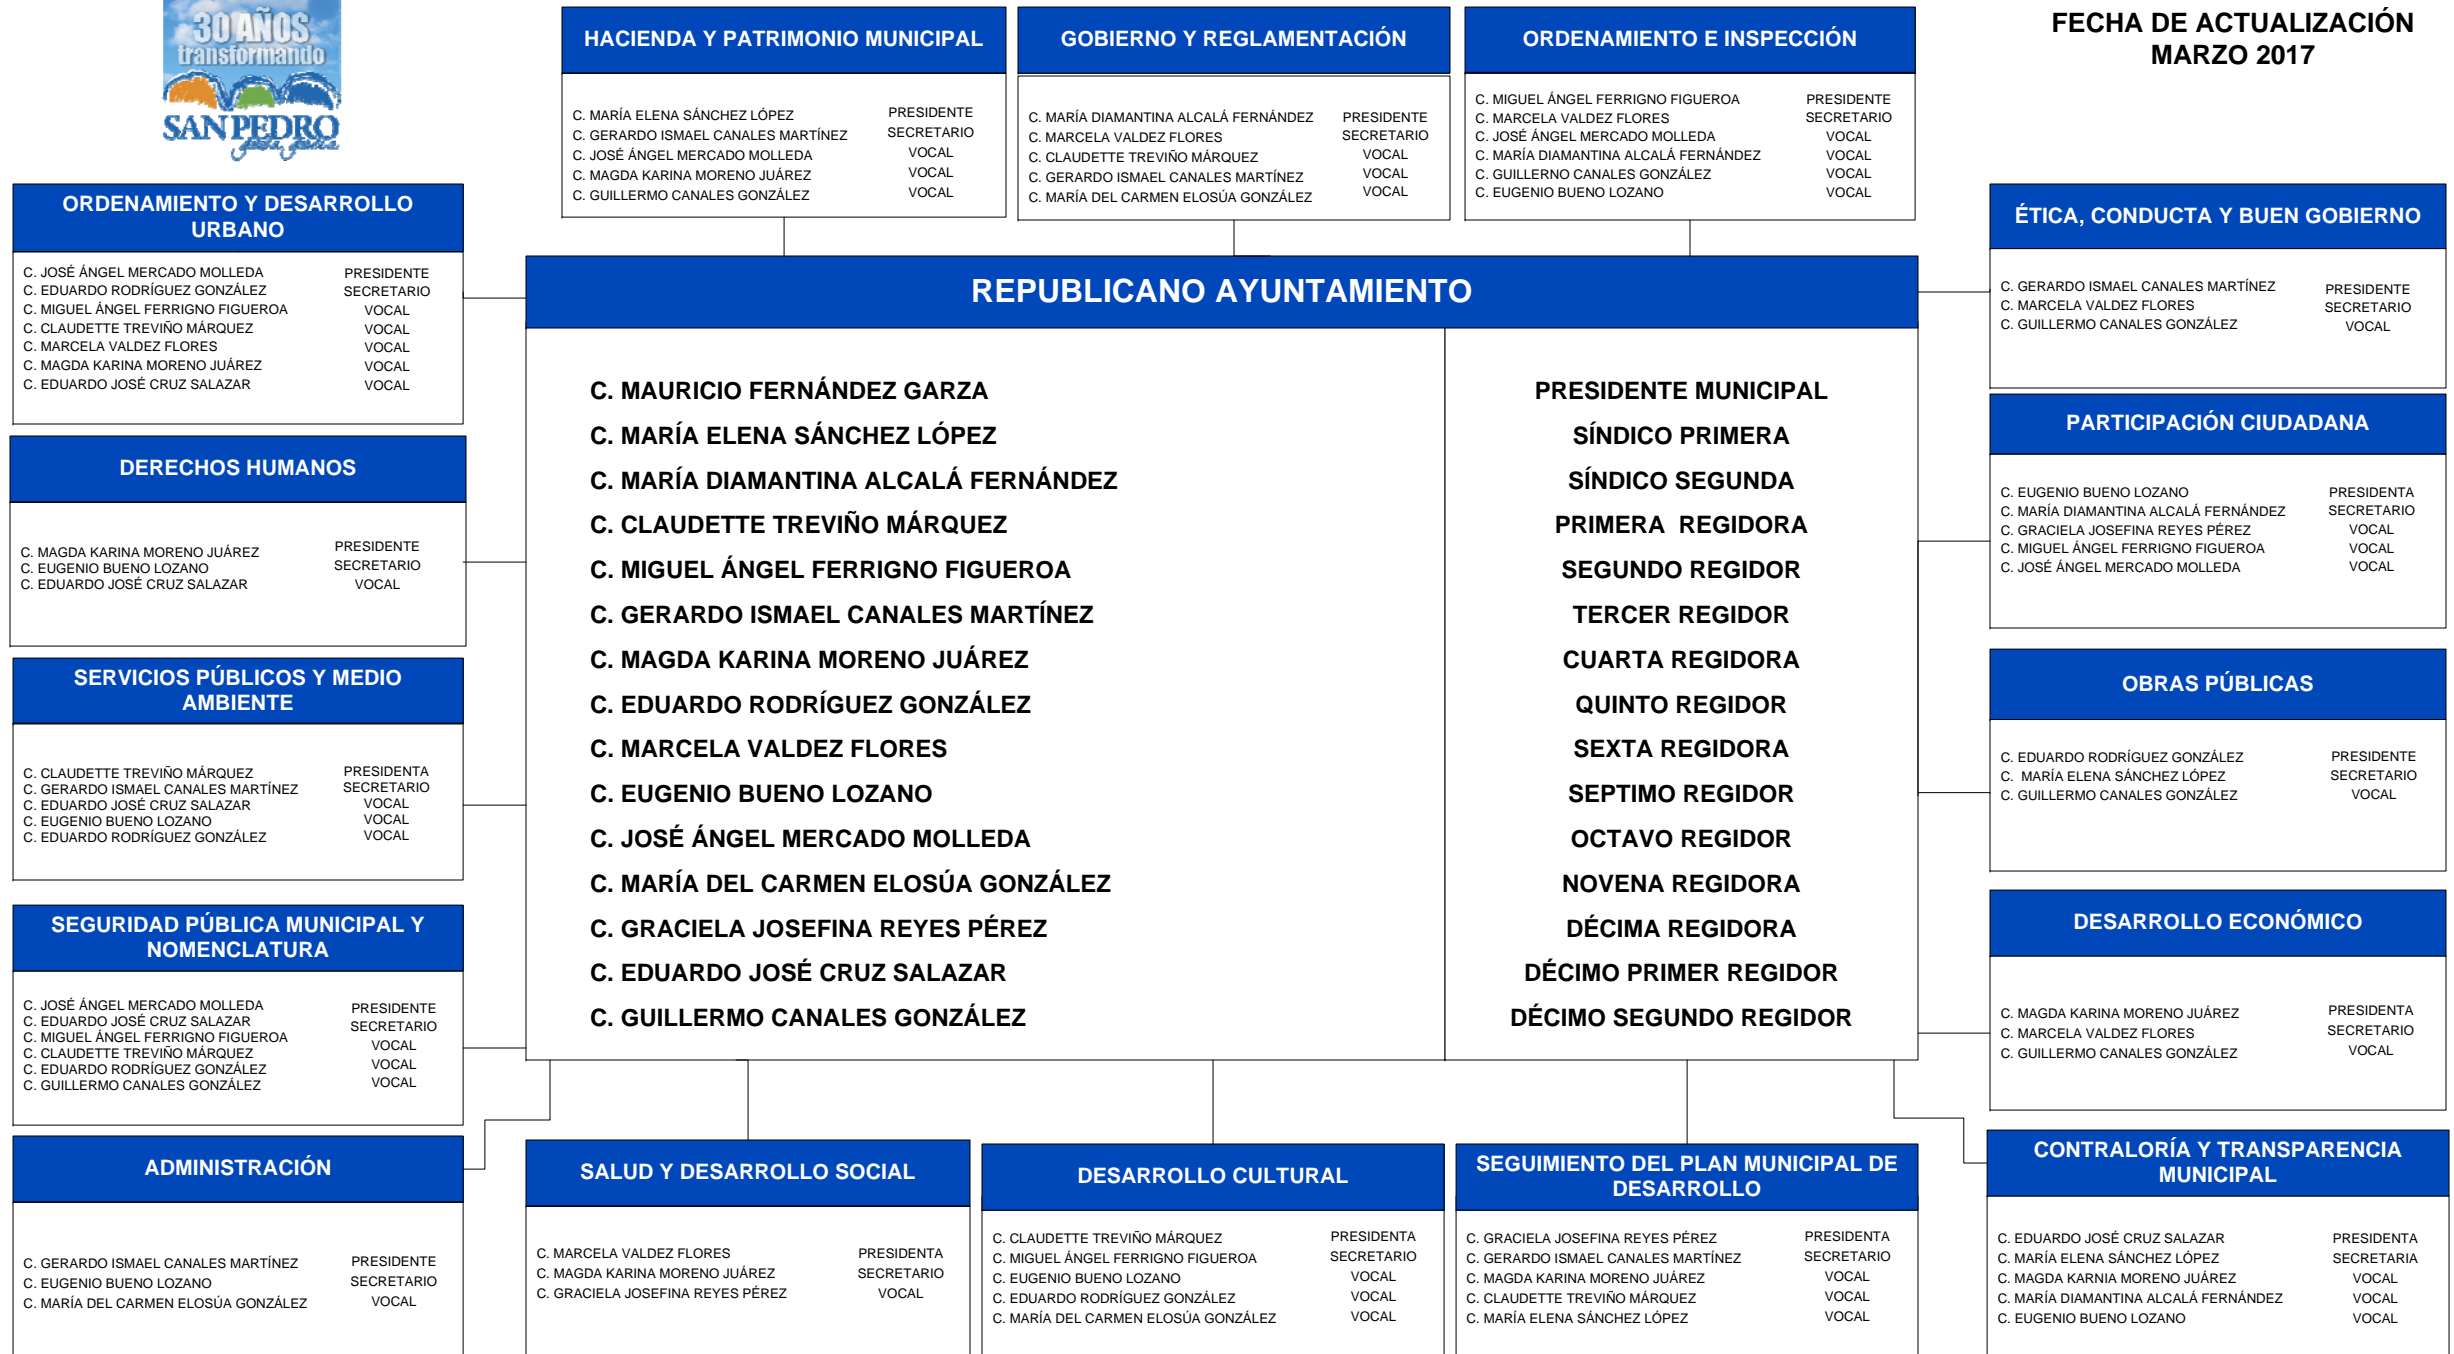 30 AÑOS
transformando
SAN PEDRO
FECHA DE ACTUALIZACIÓN
MARZO 2017
HACIENDA Y PATRIMONIO MUNICIPAL
C. MARÍA ELENA SÁNCHEZ LÓPEZ PRESIDENTE
C. GERARDO ISMAEL CANALES MARTÍNEZ SECRETARIO
C. JOSÉ ÁNGEL MERCADO MOLLEDA VOCAL
C. MAGDA KARINA MORENO JUÁREZ VOCAL
C. GUILLERMO CANALES GONZÁLEZ VOCAL
GOBIERNO Y REGLAMENTACIÓN
C. MARÍA DIAMANTINA ALCALÁ FERNÁNDEZ PRESIDENTE
C. MARCELA VALDEZ FLORES SECRETARIO
C. CLAUDETTE TREVIÑO MÁRQUEZ VOCAL
C. GERARDO ISMAEL CANALES MARTÍNEZ VOCAL
C. MARÍA DEL CARMEN ELOSÚA GONZÁLEZ VOCAL
ORDENAMIENTO E INSPECCIÓN
C. MIGUEL ÁNGEL FERRIGNO FIGUEROA PRESIDENTE
C. MARCELA VALDEZ FLORES SECRETARIO
C. JOSÉ ÁNGEL MERCADO MOLLEDA VOCAL
C. MARÍA DIAMANTINA ALCALÁ FERNÁNDEZ VOCAL
C. GUILLERNO CANALES GONZÁLEZ VOCAL
C. EUGENIO BUENO LOZANO VOCAL
ORDENAMIENTO Y DESARROLLO
URBANO
C. JOSÉ ÁNGEL MERCADO MOLLEDA PRESIDENTE
C. EDUARDO RODRÍGUEZ GONZÁLEZ SECRETARIO
C. MIGUEL ÁNGEL FERRIGNO FIGUEROA VOCAL
C. CLAUDETTE TREVIÑO MÁRQUEZ VOCAL
C. MARCELA VALDEZ FLORES VOCAL
C. MAGDA KARINA MORENO JUÁREZ VOCAL
C. EDUARDO JOSÉ CRUZ SALAZAR VOCAL
DERECHOS HUMANOS
C. MAGDA KARINA MORENO JUÁREZ PRESIDENTE
C. EUGENIO BUENO LOZANO SECRETARIO
C. EDUARDO JOSÉ CRUZ SALAZAR VOCAL
SERVICIOS PÚBLICOS Y MEDIO
AMBIENTE
C. CLAUDETTE TREVIÑO MÁRQUEZ PRESIDENTA
C. GERARDO ISMAEL CANALES MARTÍNEZ SECRETARIO
C. EDUARDO JOSÉ CRUZ SALAZAR VOCAL
C. EUGENIO BUENO LOZANO VOCAL
C. EDUARDO RODRÍGUEZ GONZÁLEZ VOCAL
SEGURIDAD PÚBLICA MUNICIPAL Y
NOMENCLATURA
C. JOSÉ ÁNGEL MERCADO MOLLEDA PRESIDENTE
C. EDUARDO JOSÉ CRUZ SALAZAR SECRETARIO
C. MIGUEL ÁNGEL FERRIGNO FIGUEROA VOCAL
C. CLAUDETTE TREVIÑO MÁRQUEZ VOCAL
C. EDUARDO RODRÍGUEZ GONZÁLEZ VOCAL
C. GUILLERMO CANALES GONZÁLEZ
REPUBLICANO AYUNTAMIENTO
C. MAURICIO FERNÁNDEZ GARZA PRESIDENTE MUNICIPAL
C. MARÍA ELENA SÁNCHEZ LÓPEZ SÍNDICO PRIMERA
C. MARÍA DIAMANTINA ALCALÁ FERNÁNDEZ SÍNDICO SEGUNDA
C. CLAUDETTE TREVIÑO MÁRQUEZ PRIMERA REGIDORA
C. MIGUEL ÁNGEL FERRIGNO FIGUEROA SEGUNDO REGIDOR
C. GERARDO ISMAEL CANALES MARTÍNEZ TERCER REGIDOR
C. MAGDA KARINA MORENO JUÁREZ CUARTA REGIDORA
C. EDUARDO RODRÍGUEZ GONZÁLEZ QUINTO REGIDOR
C. MARCELA VALDEZ FLORES SEXTA REGIDORA
C. EUGENIO BUENO LOZANO SEPTIMO REGIDOR
C. JOSÉ ÁNGEL MERCADO MOLLEDA OCTAVO REGIDOR
C. MARÍA DEL CARMEN ELOSÚA GONZÁLEZ NOVENA REGIDORA
C. GRACIELA JOSEFINA REYES PÉREZ DÉCIMA REGIDORA
C. EDUARDO JOSÉ CRUZ SALAZAR DÉCIMO PRIMER REGIDOR
C. GUILLERMO CANALES GONZÁLEZ DÉCIMO SEGUNDO REGIDOR
ÉTICA, CONDUCTA Y BUEN GOBIERNO
C. GERARDO ISMAEL CANALES MARTÍNEZ PRESIDENTE
C. MARCELA VALDEZ FLORES SECRETARIO
C. GUILLERMO CANALES GONZÁLEZ VOCAL
PARTICIPACIÓN CIUDADANA
C. EUGENIO BUENO LOZANO PRESIDENTA
C. MARÍA DIAMANTINA ALCALÁ FERNÁNDEZ SECRETARIO
C. GRACIELA JOSEFINA REYES PÉREZ VOCAL
C. MIGUEL ÁNGEL FERRIGNO FIGUEROA VOCAL
C. JOSÉ ÁNGEL MERCADO MOLLEDA VOCAL
OBRAS PÚBLICAS
C. EDUARDO RODRÍGUEZ GONZÁLEZ PRESIDENTE
C. MARÍA ELENA SÁNCHEZ LÓPEZ SECRETARIO
C. GUILLERMO CANALES GONZÁLEZ VOCAL
DESARROLLO ECONÓMICO
C. MAGDA KARINA MORENO JUÁREZ PRESIDENTA
C. MARCELA VALDEZ FLORES SECRETARIO
C. GUILLERMO CANALES GONZÁLEZ VOCAL
ADMINISTRACIÓN
C. GERARDO ISMAEL CANALES MARTÍNEZ PRESIDENTE
C. EUGENIO BUENO LOZANO SECRETARIO
C. MARÍA DEL CARMEN ELOSÚA GONZÁLEZ VOCAL
SALUD Y DESARROLLO SOCIAL
C. MARCELA VALDEZ FLORES PRESIDENTA
C. MAGDA KARINA MORENO JUÁREZ SECRETARIO
C. GRACIELA JOSEFINA REYES PÉREZ VOCAL
DESARROLLO CULTURAL
C. CLAUDETTE TREVIÑO MÁRQUEZ PRESIDENTA
C. MIGUEL ÁNGEL FERRIGNO FIGUEROA SECRETARIO
C. EUGENIO BUENO LOZANO VOCAL
C. EDUARDO RODRÍGUEZ GONZÁLEZ VOCAL
C. MARÍA DEL CARMEN ELOSÚA GONZÁLEZ VOCAL
SEGUIMIENTO DEL PLAN MUNICIPAL DE
DESARROLLO
C. GRACIELA JOSEFINA REYES PÉREZ PRESIDENTA
C. GERARDO ISMAEL CANALES MARTÍNEZ SECRETARIO
C. MAGDA KARINA MORENO JUÁREZ VOCAL
C. CLAUDETTE TREVIÑO MÁRQUEZ VOCAL
C. MARÍA ELENA SÁNCHEZ LÓPEZ VOCAL
CONTRALORÍA Y TRANSPARENCIA
MUNICIPAL
C. EDUARDO JOSÉ CRUZ SALAZAR PRESIDENTA
C. MARÍA ELENA SÁNCHEZ LÓPEZ SECRETARIA
C. MAGDA KARNIA MORENO JUÁREZ VOCAL
C. MARÍA DIAMANTINA ALCALÁ FERNÁNDEZ VOCAL
C. EUGENIO BUENO LOZANO VOCAL